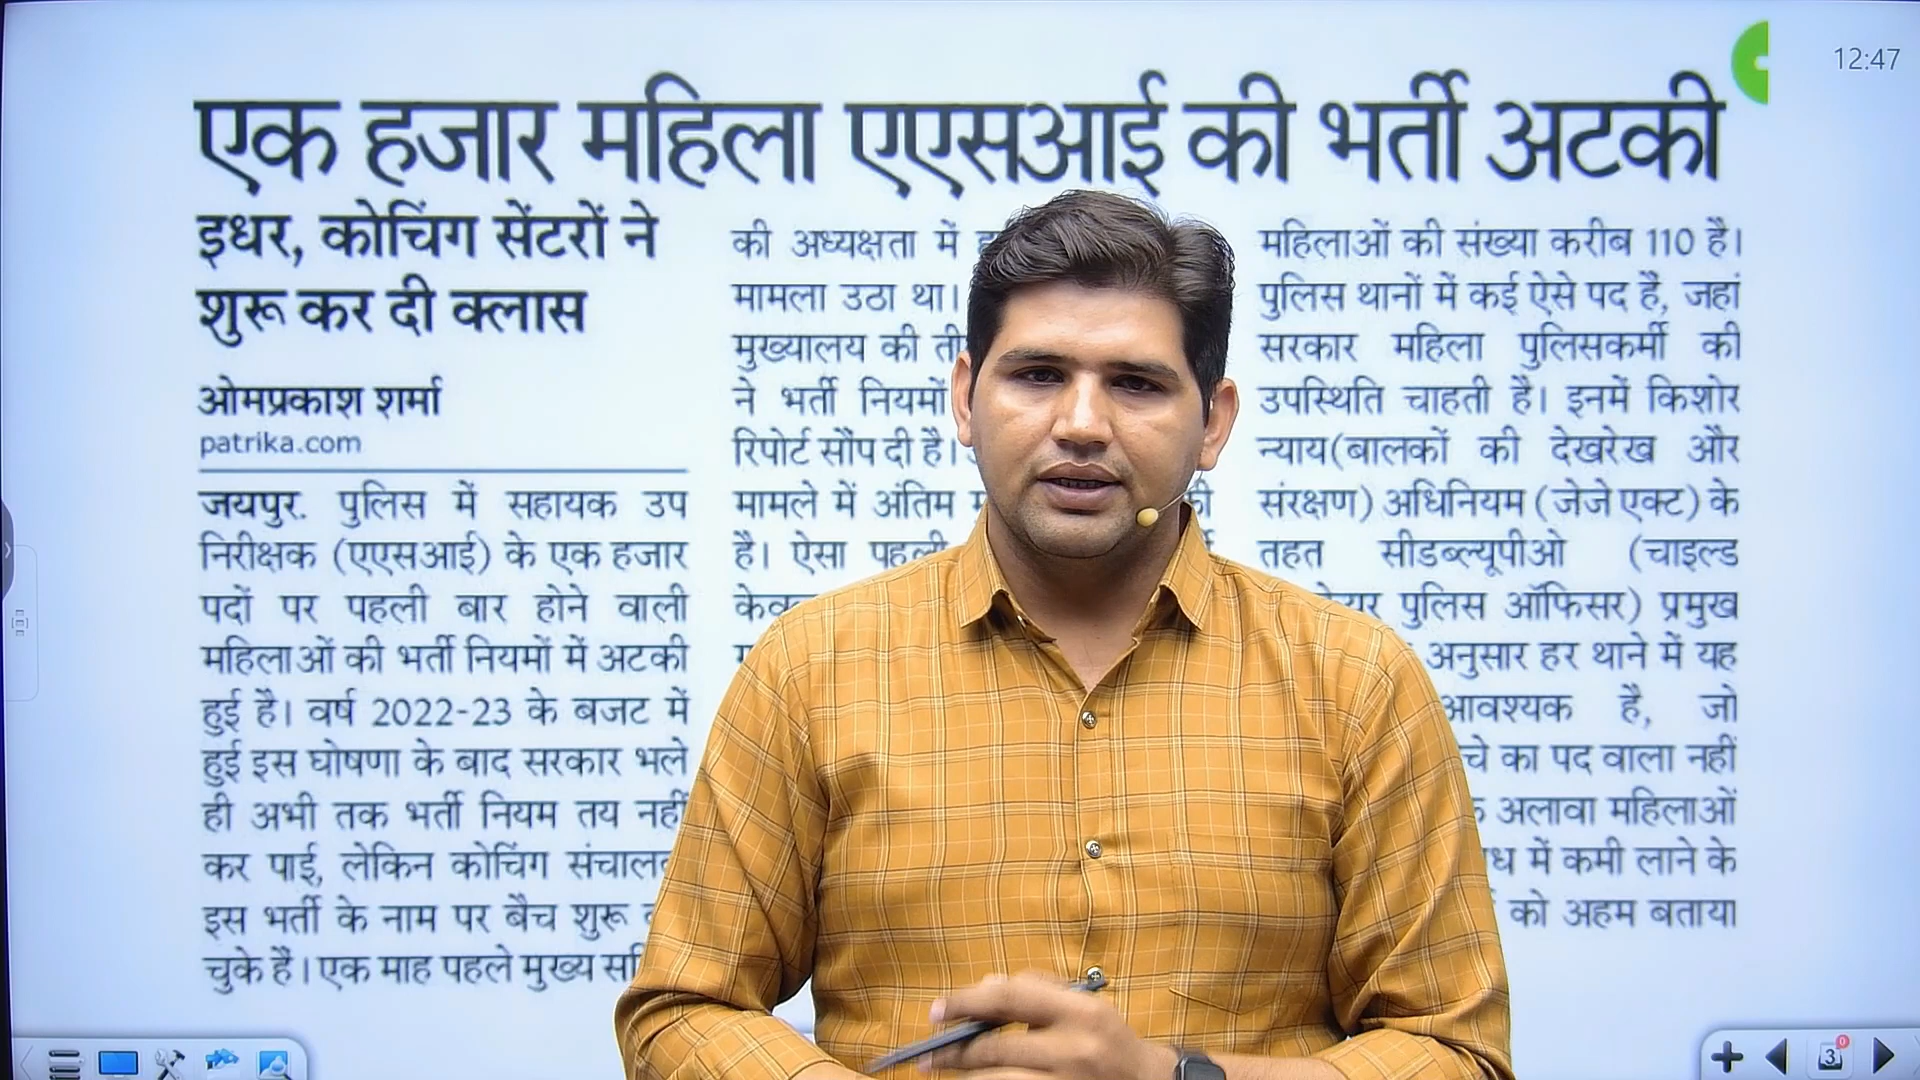 12:47
एक हजार महिला एएसआई की भर्ती अटकी
इधर, कोचिंग सेंटरों ने
शुरू कर दी क्लास
ओमप्रकाश शर्मा
patrika.com
जयपुर. पुलिस में सहायक उप
निरीक्षक (एएसआई) के एक हजार
पदों पर पहली बार होने वाली
महिलाओं की भर्ती नियमों में अटकी
हुई है। वर्ष 2022-23 के बजट में
हुई इस घोषणा के बाद सरकार भले
ही अभी तक भर्ती नियम तय नहीं
कर पाई, लेकिन कोचिंग
इस भर्ती के नाम पर बैच शुरू
चुके है। एक माह पहले मुख्य
की अध्यक्षता में
मामला उठा था।
मुख्यालय की
ने भर्ती नियमों
रिपोर्ट सौंप दी है।
मामले में अंतिम
है। ऐसा
महिलाओं की संख्या करीब 110 है।
पुलिस थानों में कई ऐसे पद है, जहां
सरकार महिला पुलिसकर्मी की
उपस्थिति चाहती है। इनमें किशोर
न्याय(बालकों की देखरेख और
संरक्षण) अधिनियम (जेजे एक्ट) के
तहत सीडब्ल्यूपीओ (चाइल्ड
पुलिस ऑफिसर) प्रमुख
अनुसार हर थाने में यह
आवश्यक है, जो
का पद वाला नहीं
अलावा महिलाओं
में कमी लाने के
को अहम बताया
3
0